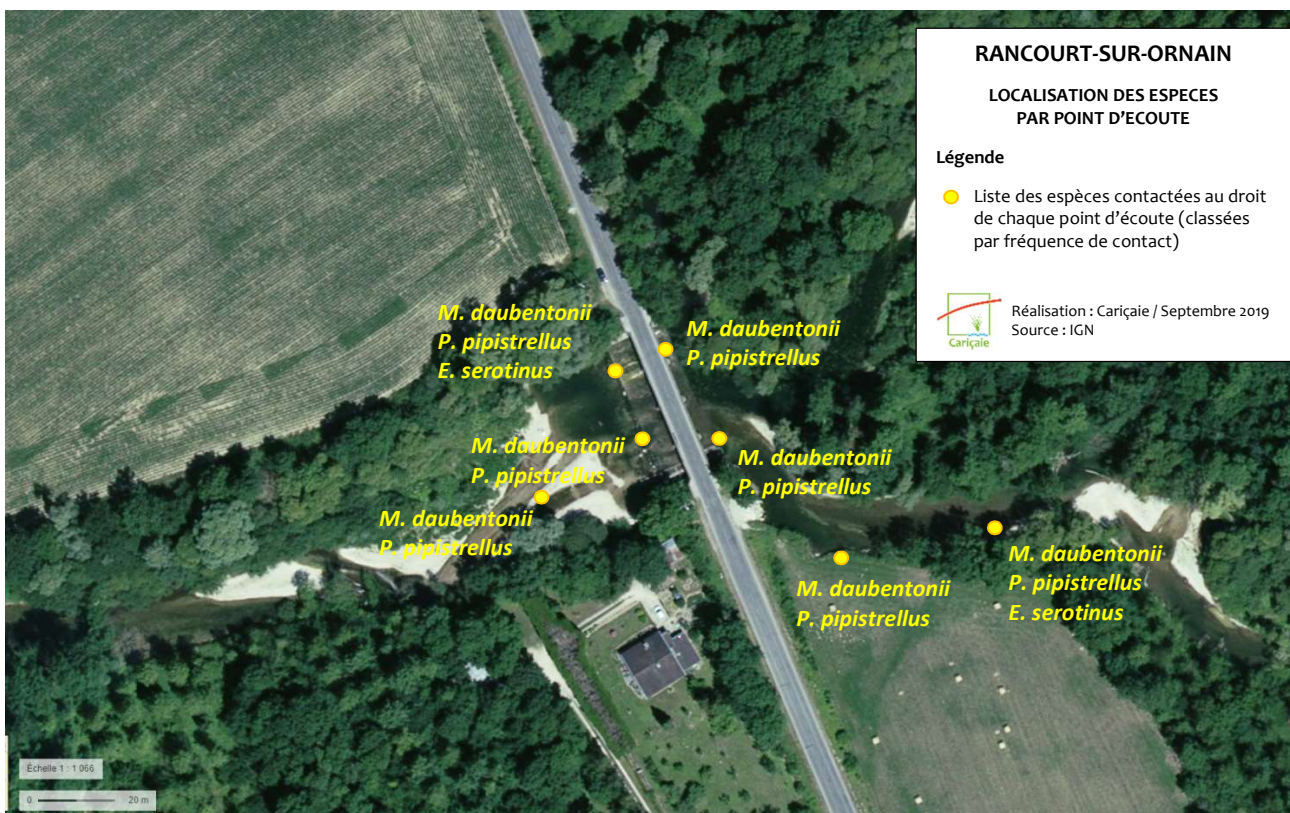 RANCOURT-SUR-ORNAIN
LOCALISATION DES ESPECES
PAR POINT D'ECOUTE
Légende
Liste des espèces contactées au droit
de chaque point d'écoute (classées
par fréquence de contact)
Cariçaie
Réalisation : Cariçaie / Septembre 2019
Source : IGN
M. daubentonii
P. pipistrellus
E. serotinus
M. daubentonii
P. pipistrellus
M. daubentonii
P. pipistrellus
M. daubentonii
P. pipistrellus
M. daubentonii
P. pipistrellus
M. daubentonii
P. pipistrellus
E. serotinus
M. daubentonii
P. pipistrellus
Échelle 1 : 1 066
0 20 m